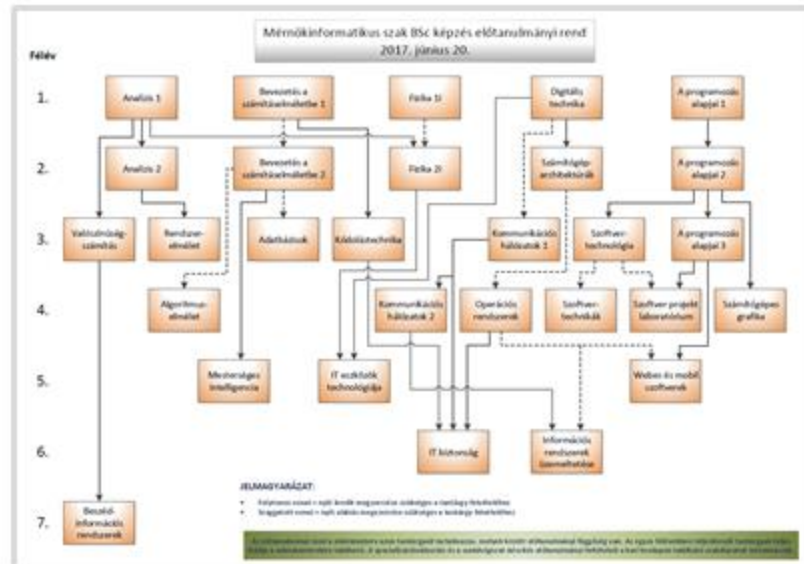 Mérnökinformatikus szak BSc képzés előtanulmányi rend
2017. június 20.
Félév
1.
Analízis 1
Bevezetés a
számításelméletbe 1
Fizika 1i
Digitális
technika
A programozás
alapjai 1
2.
Analízis 2
Bevezetés a
számításelméletbe 2
Fizika 2i
Számítógép-
architektúrák
A programozás
alapjai 2
3.
Valószínűség-
számítás
Rendszer-
elmélet
Adatbázisok
Kódolástechnika
Kommunikációs
hálózatok 1
Szoftver-
technológia
A programozás
alapjai 3
4.
Algoritmus-
elmélet
Kommunikációs
hálózatok 2
Operációs
rendszerek
Szoftver-
technikák
Szoftver projekt
laboratórium
Számítógépes
grafika
5.
Mesterséges
intelligencia
IT eszközök
technológiája
Webes és mobil
szoftverek
6.
IT biztonság
Információs
rendszerek
üzemeltetése
JELMAGYARÁZAT:
7.
Beszéd-
információs
rendszerek